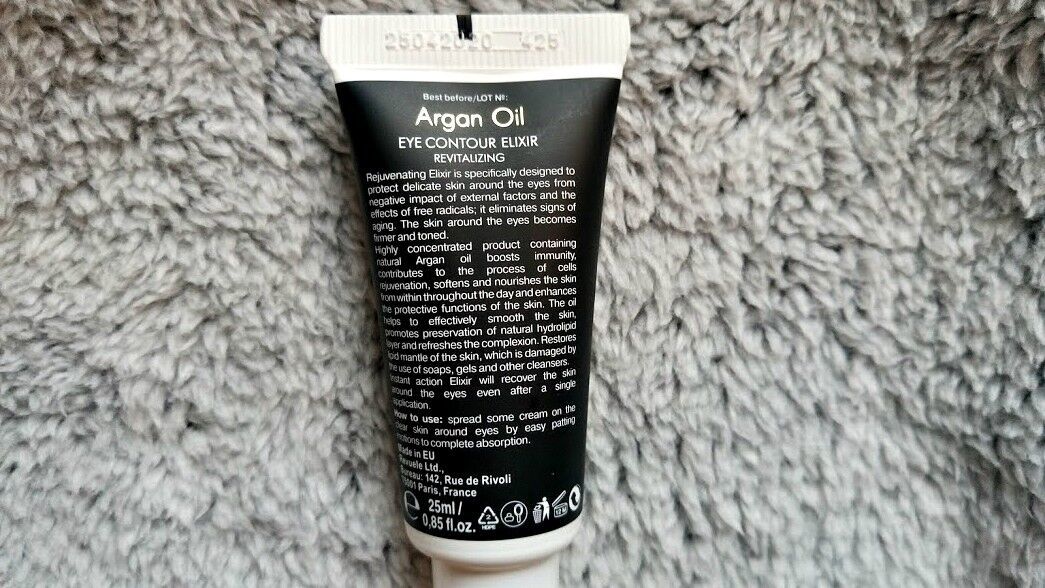 25042020 425
Best before/LOT №:
Argan Oil
EYE CONTOUR ELIXIR
REVITALIZING
Rejuvenating Elixir is specifically designed to
protect delicate skin around the eyes from
negative impact of external factors and the
effects of free radicals; it eliminates signs of
aging. The skin around the eyes becomes
firmer and toned.
Highly concentrated product containing
natural Argan oil boosts immunity,
contributes to the process of cells
rejuvenation, softens and nourishes the skin
from within throughout the day and enhances
the protective functions of the skin. The oil
helps to effectively smooth the skin,
promotes preservation of natural hydrolipid
layer and refreshes the complexion. Restores
lipid mantle of the skin, which is damaged by
the use of soaps, gels and other cleansers.
Instant action Elixir will recover the skin
around the eyes even after a single
application.
How to use: spread some cream on the
clear skin around eyes by easy patting
motions to complete absorption.
Made in EU
Revuele Ltd.,
Bureau: 142, Rue de Rivoli
75001 Paris, France
25ml/
0,85 fl.oz.
2
HDPE
12 M